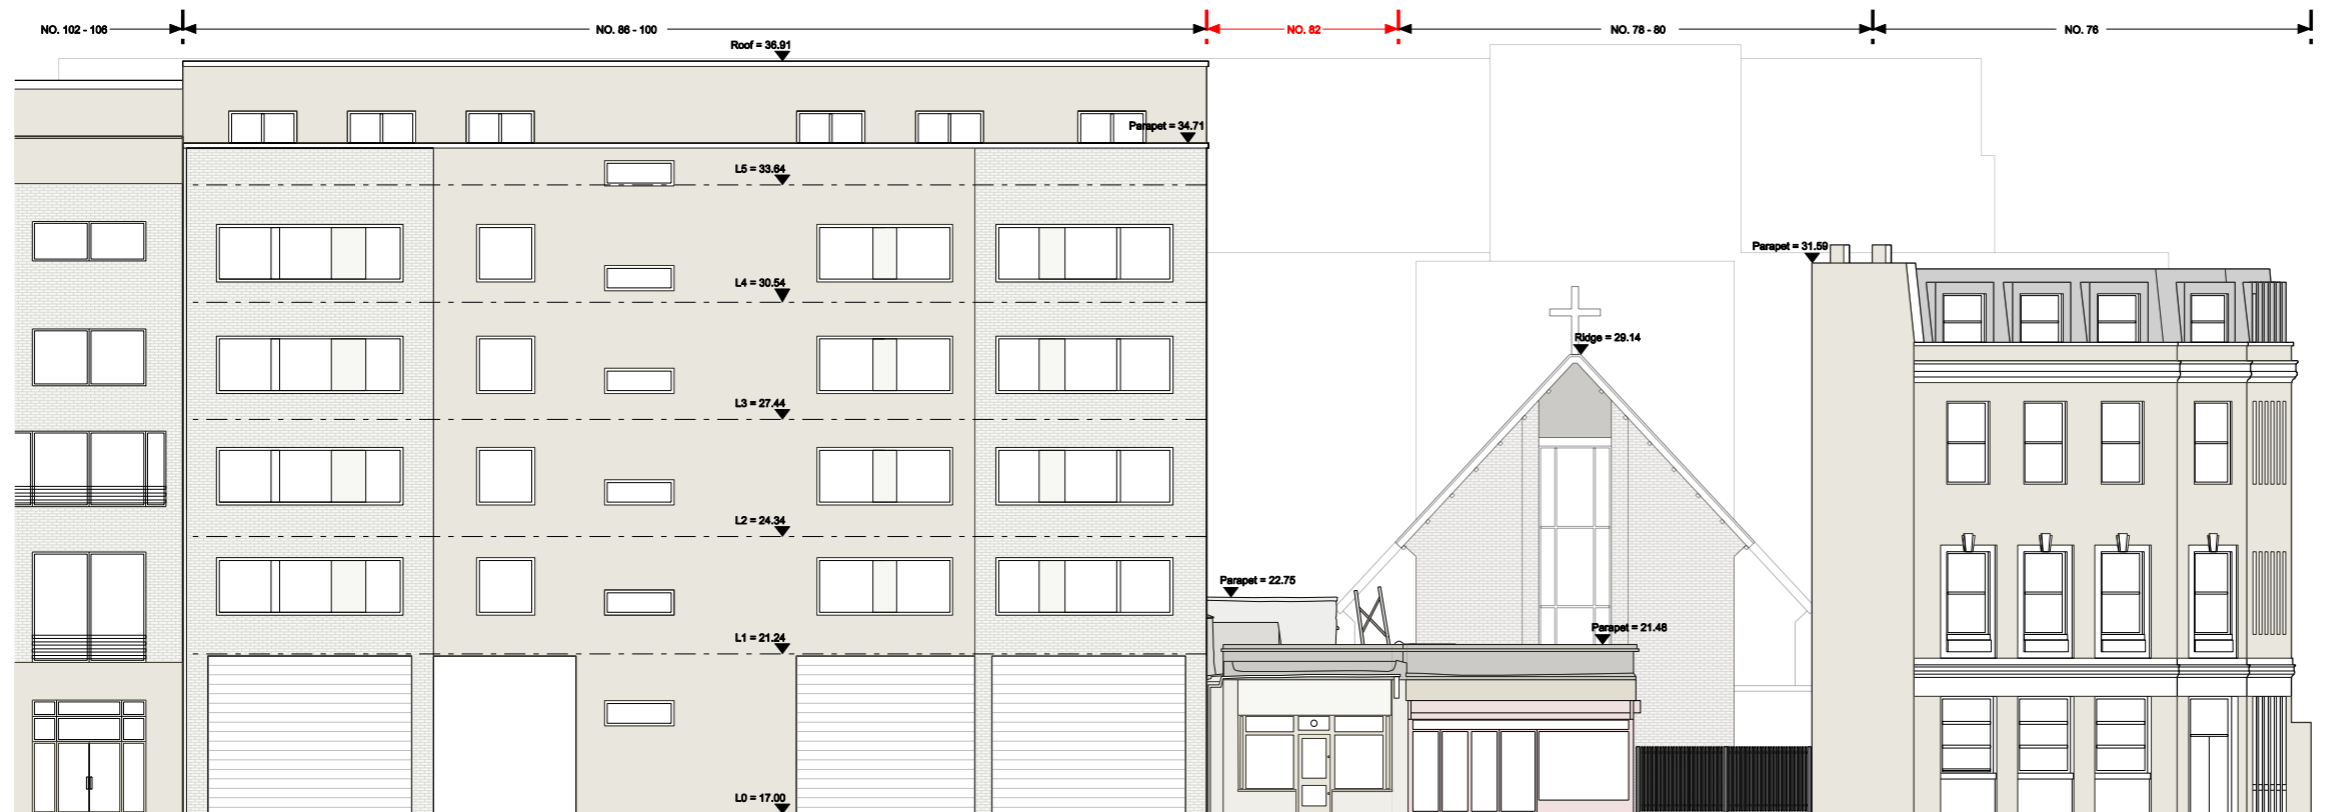 NO. 102 - 106
NO. 86 - 100
NO. 82
NO. 78 - 80
NO. 76
Roof = 36.91
Parapet = 34.71
L5 = 33.64
Parapet = 31.59
L4 = 30.54
Ridge = 29.14
L3 = 27.44
L2 = 24.34
Parapet = 22.75
Parapet = 21.48
L1 = 21.24
L0 = 17.00